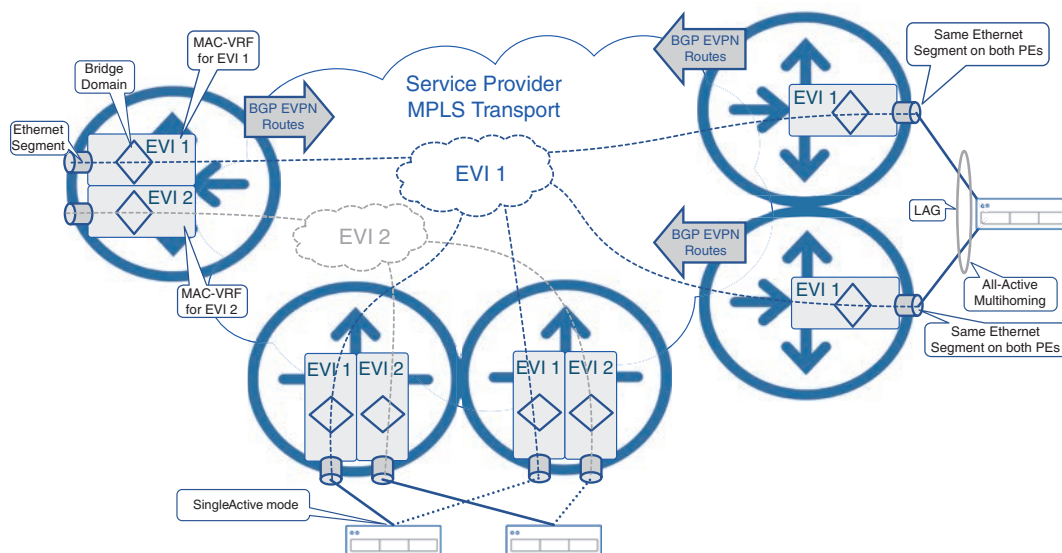 MAC-VRF
for EVI 1
Bridge
Domain
Ethernet
Segment
EVI 1
EVI 2
MAC-VRF
for EVI 2
BGP EVPN
Routes
Service Provider
MPLS Transport
EVI 1
EVI 2
BGP EVPN
Routes
EVI 1
Same Ethernet
Segment on both PEs
LAG
BGP EVPN
Routes
EVI 1
All-Active
Multihoming
Same Ethernet
Segment on both PEs
EVI 1
EVI 2
EVI 1
EVI 2
SingleActive mode